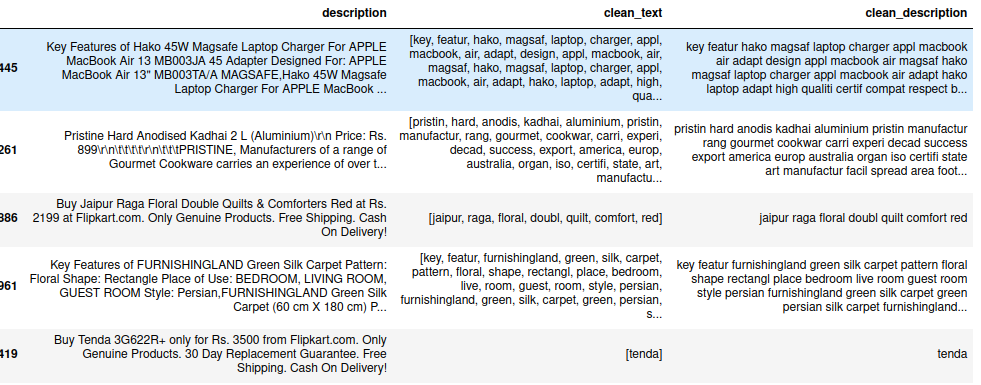 description clean_text clean_description
445
Key Features of Hako 45W Magsafe Laptop Charger For APPLE
MacBook Air 13 MB003JA 45 Adapter Designed For: APPLE
MacBook Air 13" MB003TA/A MAGSAFE,Hako 45W Magsafe
Laptop Charger For APPLE MacBook ...
[key, featur, hako, magsaf, laptop, charger, appl,
macbook, air, adapt, design, appl, macbook, air,
magsaf, hako, magsaf, laptop, charger, appl,
macbook, air, adapt, hako, laptop, adapt, high,
qua...
key featur hako magsaf laptop charger appl macbook
air adapt design appl macbook air magsaf hako
magsaf laptop charger appl macbook air adapt hako
laptop adapt high qualiti certif compat respect b...
261
Pristine Hard Anodised Kadhai 2 L (Aluminium)\r\n Price: Rs.
899\r\n\t\t\t\t\r\n\t\t\tPRISTINE, Manufacturers of a range of
Gourmet Cookware carries an experience of over t...
[pristin, hard, anodis, kadhai, aluminium, pristin,
manufactur, rang, gourmet, cookwar, carri, experi,
decad, success, export, america, europ,
australia, organ, iso, certifi, state, art,
manufactu...
pristin hard anodis kadhai aluminium pristin manufactur
rang gourmet cookwar carri experi decad success
export america europ australia organ iso certifi state
art manufactur facil spread area foot...
886
Buy Jaipur Raga Floral Double Quilts & Comforters Red at Rs.
2199 at Flipkart.com. Only Genuine Products. Free Shipping. Cash
On Delivery!
[jaipur, raga, floral, doubl, quilt, comfort, red]
jaipur raga floral doubl quilt comfort red
961
Key Features of FURNISHINGLAND Green Silk Carpet Pattern:
Floral Shape: Rectangle Place of Use: BEDROOM, LIVING ROOM,
GUEST ROOM Style: Persian,FURNISHINGLAND Green Silk
Carpet (60 cm X 180 cm) P...
[key, featur, furnishingland, green, silk, carpet,
pattern, floral, shape, rectangl, place, bedroom,
live, room, guest, room, style, persian,
furnishingland, green, silk, carpet, green, persian,
s...
key featur furnishingland green silk carpet pattern floral
shape rectangl place bedroom live room guest room
style persian furnishingland green silk carpet green
persian silk carpet furnishingland...
419
Buy Tenda 3G622R+ only for Rs. 3500 from Flipkart.com. Only
Genuine Products. 30 Day Replacement Guarantee. Free
Shipping. Cash On Delivery!
[tenda]
tenda